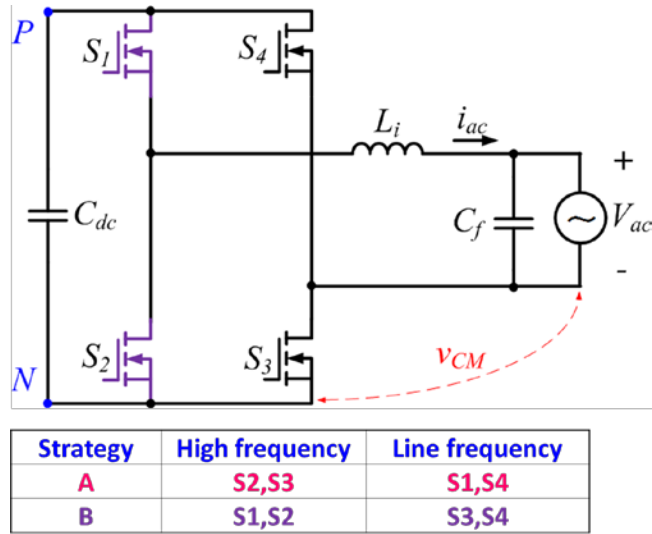 P
S1
S4
Li
iac
+
Cdc
Cf
~
Vac
-
S2
S3
vCM
N
Strategy High frequency Line frequency
A S2,S3 S1,S4
B S1,S2 S3,S4